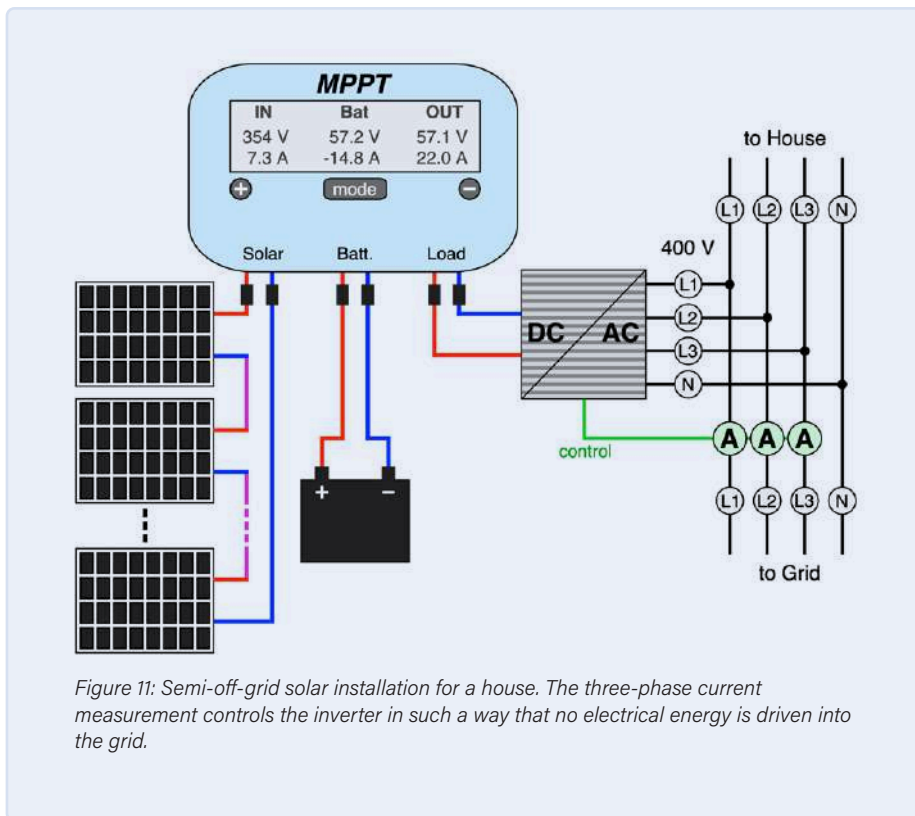 MPPT
IN Bat OUT
354 V 57.2 V 57.1 V
7.3 A -14.8 A 22.0 A
+ mode −
Solar Batt. Load
to House
L1 L2 L3 N
400 V
L1
L2
L3
N
DC AC
control
A A A
L1 L2 L3 N
to Grid
+ −
Figure 11: Semi-off-grid solar installation for a house. The three-phase current
measurement controls the inverter in such a way that no electrical energy is driven into
the grid.